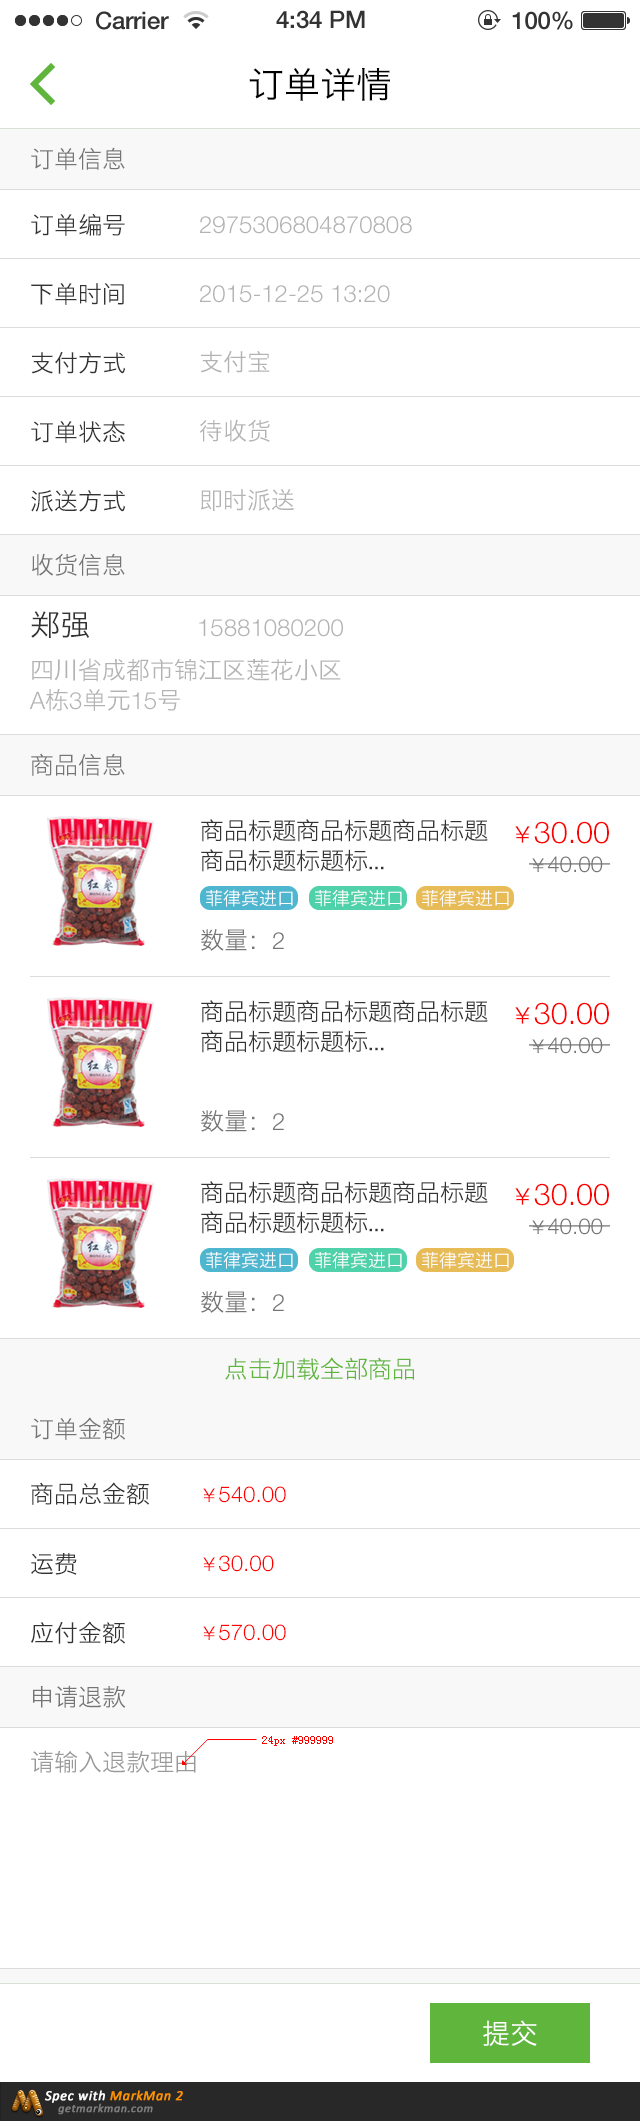 Carrier 4:34 PM 100%
订单详情
订单信息
订单编号 2975306804870808
下单时间 2015-12-25 13:20
支付方式 支付宝
订单状态 待收货
派送方式 即时派送
收货信息
郑强 15881080200
四川省成都市锦江区莲花小区
A栋3单元15号
商品信息
红枣
商品标题商品标题商品标题 ¥30.00
商品标题标题标... ¥40.00
菲律宾进口 菲律宾进口 菲律宾进口
数量：2
红枣
商品标题商品标题商品标题 ¥30.00
商品标题标题标... ¥40.00
数量：2
红枣
商品标题商品标题商品标题 ¥30.00
商品标题标题标... ¥40.00
菲律宾进口 菲律宾进口 菲律宾进口
数量：2
点击加载全部商品
订单金额
商品总金额 ¥540.00
运费 ¥30.00
应付金额 ¥570.00
申请退款
24px #999999
请输入退款理由
提交
Spec with MarkMan 2
getmarkman.com